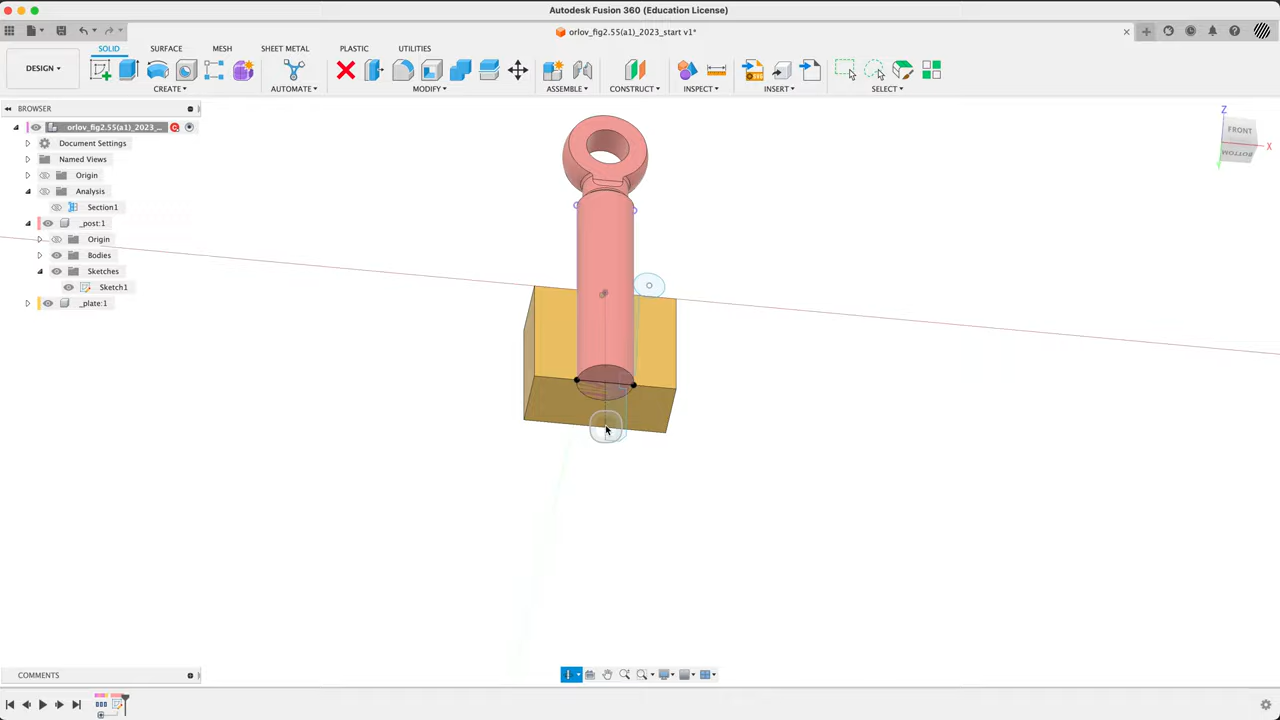 Autodesk Fusion 360 (Education License)
orlov_fig2.55(a1)_2023_start v1*
SOLID SURFACE MESH SHEET METAL PLASTIC UTILITIES
DESIGN
CREATE AUTOMATE MODIFY ASSEMBLE CONSTRUCT INSPECT INSERT SELECT
BROWSER
orlov_fig2.55(a1)_2023_...
Document Settings
Named Views
Origin
Analysis
Section1
_post:1
Origin
Bodies
Sketches
Sketch1
_plate:1
Z
FRONT
X
BOTTOM
COMMENTS